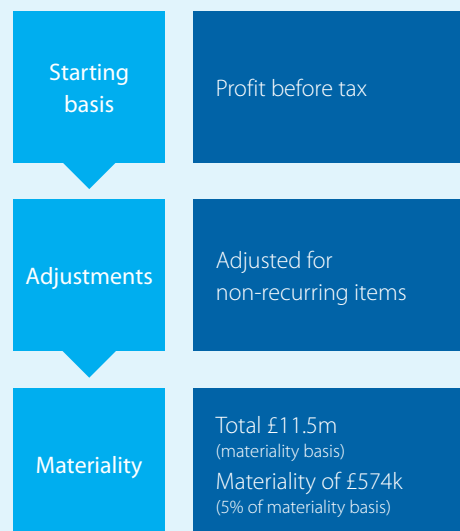 Starting
basis
Profit before tax
Adjustments
Adjusted for
non-recurring items
Materiality
Total £11.5m
(materiality basis)
Materiality of £574k
(5% of materiality basis)